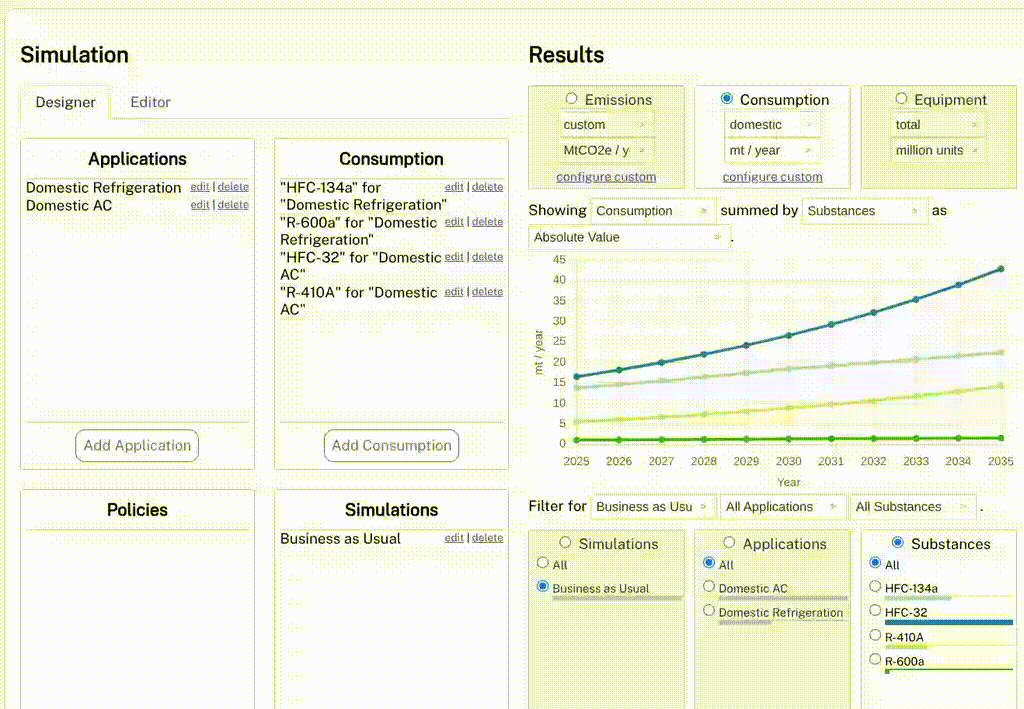 Simulation
Designer
Editor
Applications
Domestic Refrigeration edit | delete
Domestic AC edit | delete
Add Application
Consumption
"HFC-134a" for edit | delete
"Domestic Refrigeration"
"R-600a" for "Domestic edit | delete
Refrigeration"
"HFC-32" for "Domestic edit | delete
AC"
"R-410A" for "Domestic edit | delete
AC"
Add Consumption
Policies
Simulations
Business as Usual edit | delete
Results
Emissions
custom
MtCO2e / y
configure custom
Consumption
domestic
mt / year
configure custom
Equipment
total
million units
Showing Consumption summed by Substances as
Absolute Value .
mt / year
45
40
35
30
25
20
15
10
5
0
2025 2026 2027 2028 2029 2030 2031 2032 2033 2034 2035
Year
Filter for Business as Usu All Applications All Substances .
Simulations
All
Business as Usual
Applications
All
Domestic AC
Domestic Refrigeration
Substances
All
HFC-134a
HFC-32
R-410A
R-600a